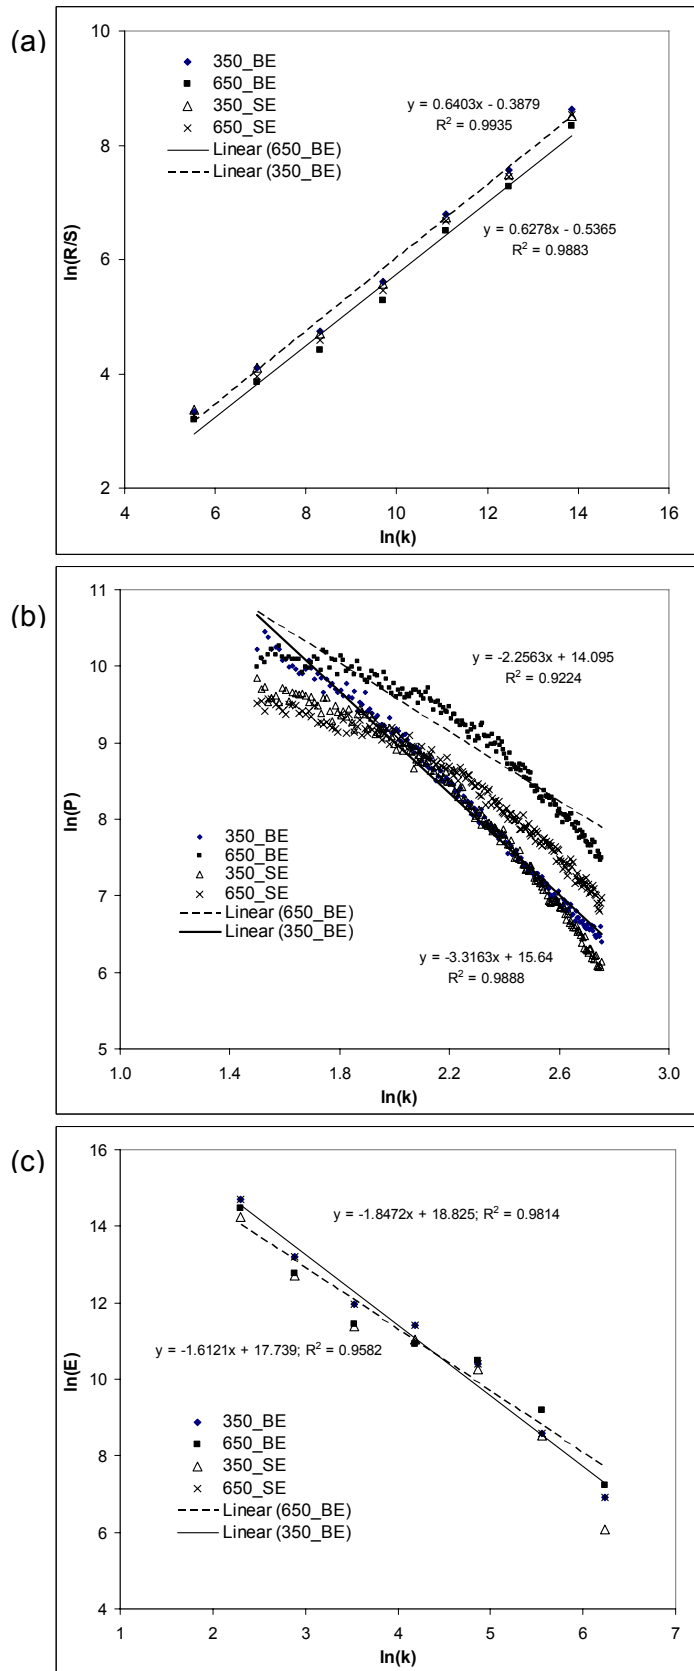 (a)
10
350_BE
650_BE
350_SE
650_SE
Linear (650_BE)
Linear (350_BE)
y = 0.6403x - 0.3879
R² = 0.9935
8
y = 0.6278x - 0.5365
R² = 0.9883
ln(R/S)
6
4
2
4 6 8 10 12 14 16
ln(k)
(b)
11
10
y = -2.2563x + 14.095
R² = 0.9224
9
ln(P)
8
350_BE
650_BE
350_SE
650_SE
Linear (650_BE)
Linear (350_BE)
7
y = -3.3163x + 15.64
R² = 0.9888
6
5
1.0 1.4 1.8 2.2 2.6 3.0
ln(k)
(c)
16
14
y = -1.8472x + 18.825; R² = 0.9814
12
y = -1.6121x + 17.739; R² = 0.9582
ln(E)
10
350_BE
650_BE
350_SE
650_SE
Linear (650_BE)
Linear (350_BE)
8
6
4
1 2 3 4 5 6 7
ln(k)